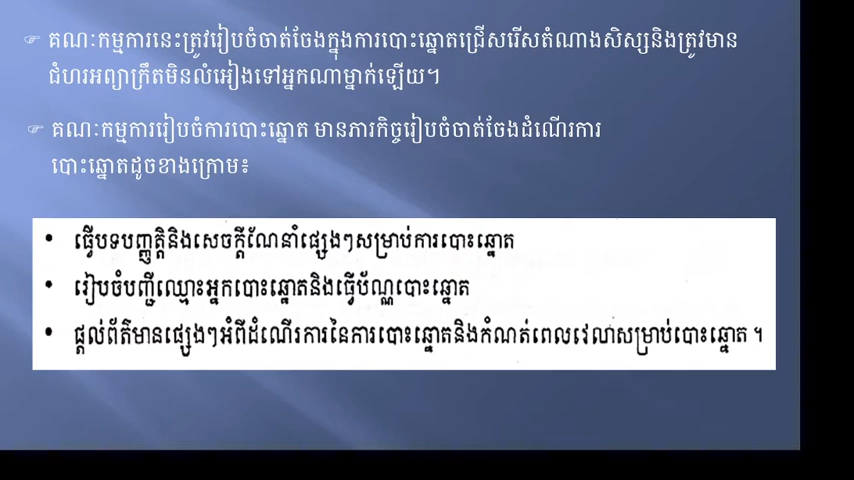 ☞ គណៈកម្មការនេះត្រូវរៀបចំចាត់ចែងក្នុងការបោះឆ្នោតជ្រើសរើសតំណាងសិស្សនិងត្រូវមាន
ជំហរអព្យាក្រឹតមិនលំអៀងទៅអ្នកណាម្នាក់ឡើយ។
☞ គណៈកម្មការរៀបចំការបោះឆ្នោត មានភារកិច្ចរៀបចំចាត់ចែងដំណើរការ
បោះឆ្នោតដូចខាងក្រោម៖
• ធ្វើបទបញ្ញត្តិនិងសេចក្តីណែនាំផ្សេងៗសម្រាប់ការបោះឆ្នោត
• រៀបចំបញ្ជីឈ្មោះអ្នកបោះឆ្នោតនិងធ្វើប័ណ្ណបោះឆ្នោត
• ផ្តល់ព័ត៌មានផ្សេងៗអំពីដំណើរការនៃការបោះឆ្នោតនិងកំណត់ពេលវេលាសម្រាប់បោះឆ្នោត ។